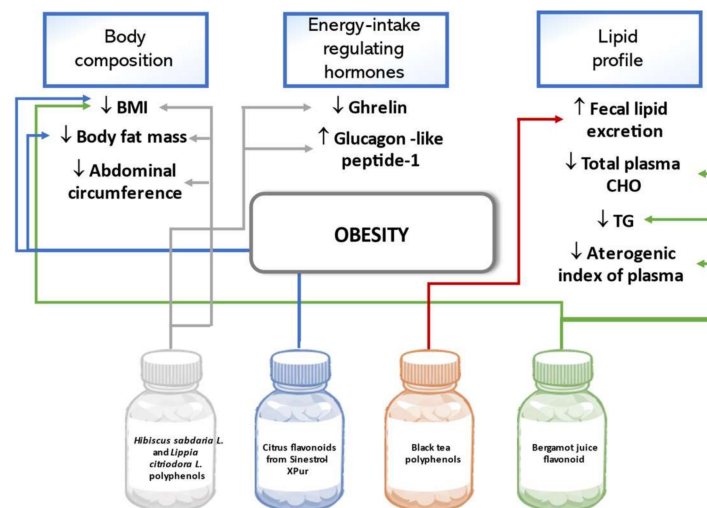 Body
composition
Energy-intake
regulating
hormones
Lipid
profile
↓ BMI
↓ Body fat mass
↓ Abdominal
circumference
↓ Ghrelin
↑ Glucagon -like
peptide-1
↑ Fecal lipid
excretion
↓ Total plasma
CHO
↓ TG
↓ Aterogenic
index of plasma
OBESITY
Hibiscus sabdaria L.
and Lippia
citriodora L.
polyphenols
Citrus flavonoids
from Sinestrol
XPur
Black tea
polyphenols
Bergamot juice
flavonoid